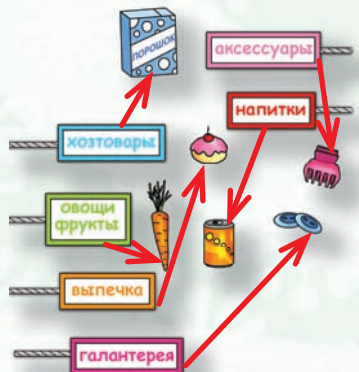 ПОРОШОК
аксессуары
напитки
хозтовары
овощи
фрукты
выпечка
галантерея